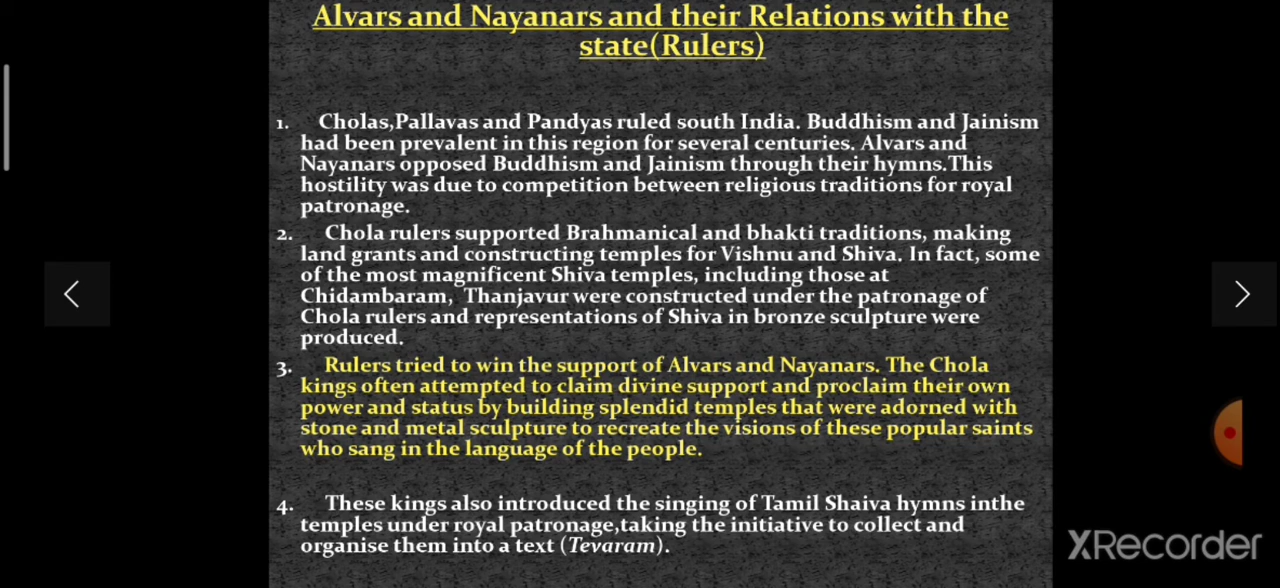 Alvars and Nayanars and their Relations with the
state(Rulers)
1. Cholas,Pallavas and Pandyas ruled south India. Buddhism and Jainism
had been prevalent in this region for several centuries. Alvars and
Nayanars opposed Buddhism and Jainism through their hymns.This
hostility was due to competition between religious traditions for royal
patronage.
2. Chola rulers supported Brahmanical and bhakti traditions, making
land grants and constructing temples for Vishnu and Shiva. In fact, some
of the most magnificent Shiva temples, including those at
Chidambaram, Thanjavur were constructed under the patronage of
Chola rulers and representations of Shiva in bronze sculpture were
produced.
3. Rulers tried to win the support of Alvars and Nayanars. The Chola
kings often attempted to claim divine support and proclaim their own
power and status by building splendid temples that were adorned with
stone and metal sculpture to recreate the visions of these popular saints
who sang in the language of the people.
4. These kings also introduced the singing of Tamil Shaiva hymns inthe
temples under royal patronage,taking the initiative to collect and
organise them into a text (Tevaram).
XRecorder